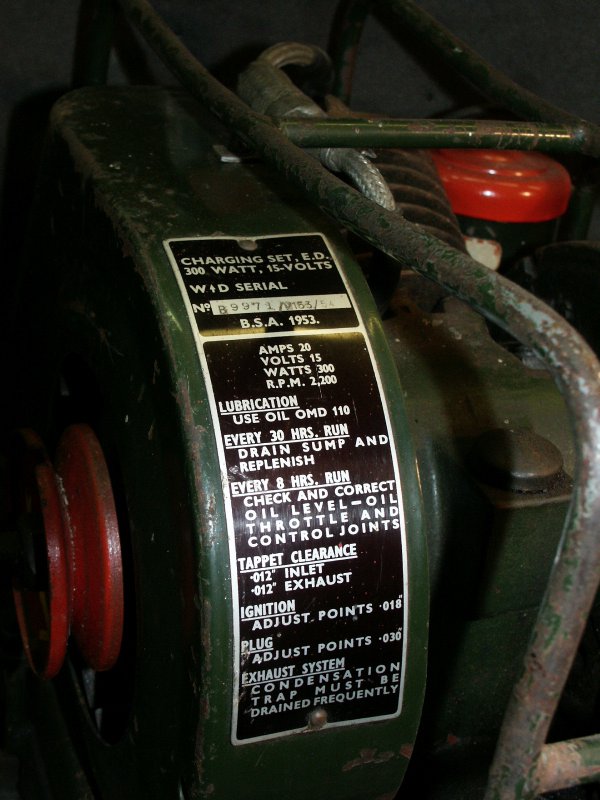 CHARGING SET, E.D.
300 WATT, 15-VOLTS
W↑D SERIAL
Nº B9971/9153/54
B.S.A. 1953.
AMPS 20
VOLTS 15
WATTS 300
R.P.M. 2,200
LUBRICATION
USE OIL OMD 110
EVERY 30 HRS. RUN
DRAIN SUMP AND
REPLENISH
EVERY 8 HRS. RUN
CHECK AND CORRECT
OIL LEVEL-OIL
THROTTLE AND
CONTROL JOINTS
TAPPET CLEARANCE
·012" INLET
·012" EXHAUST
IGNITION
ADJUST POINTS ·018"
PLUG
ADJUST POINTS ·030"
EXHAUST SYSTEM
CONDENSATION
TRAP MUST BE
DRAINED FREQUENTLY